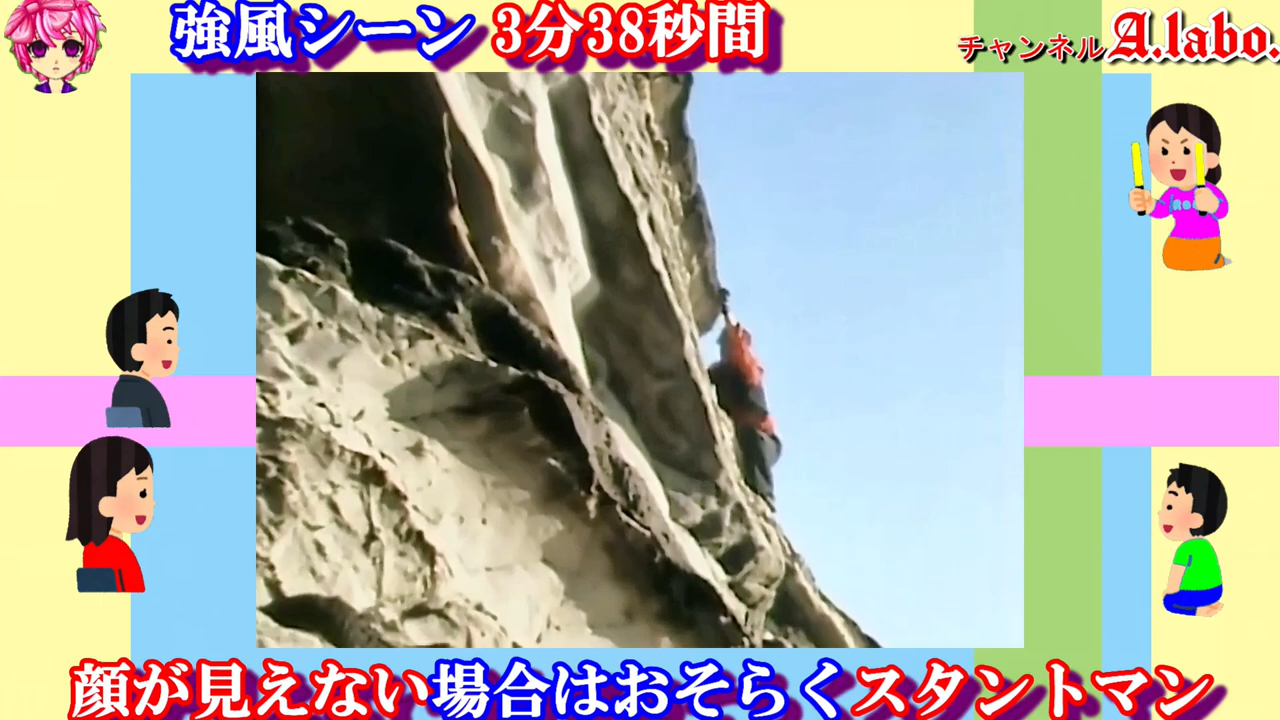 強風シーン 3分38秒間
チャンネル A.labo.
顔が見えない場合はおそらくスタントマン